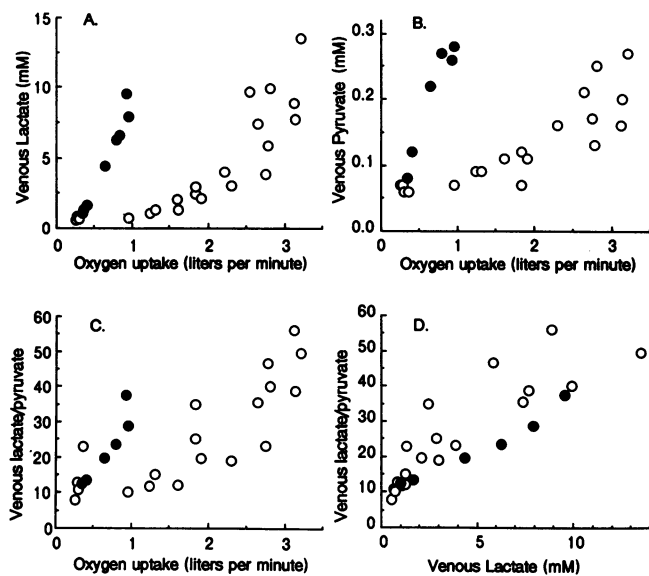 A.
Venous Lactate (mM)
15
10
5
0
0 1 2 3
Oxygen uptake (liters per minute)
B.
Venous Pyruvate (mM)
0.3
0.2
0.1
0.0
0 1 2 3
Oxygen uptake (liters per minute)
C.
Venous lactate/pyruvate
60
50
40
30
20
10
0
0 1 2 3
Oxygen uptake (liters per minute)
D.
Venous lactate/pyruvate
60
50
40
30
20
10
0
0 5 10
Venous Lactate (mM)